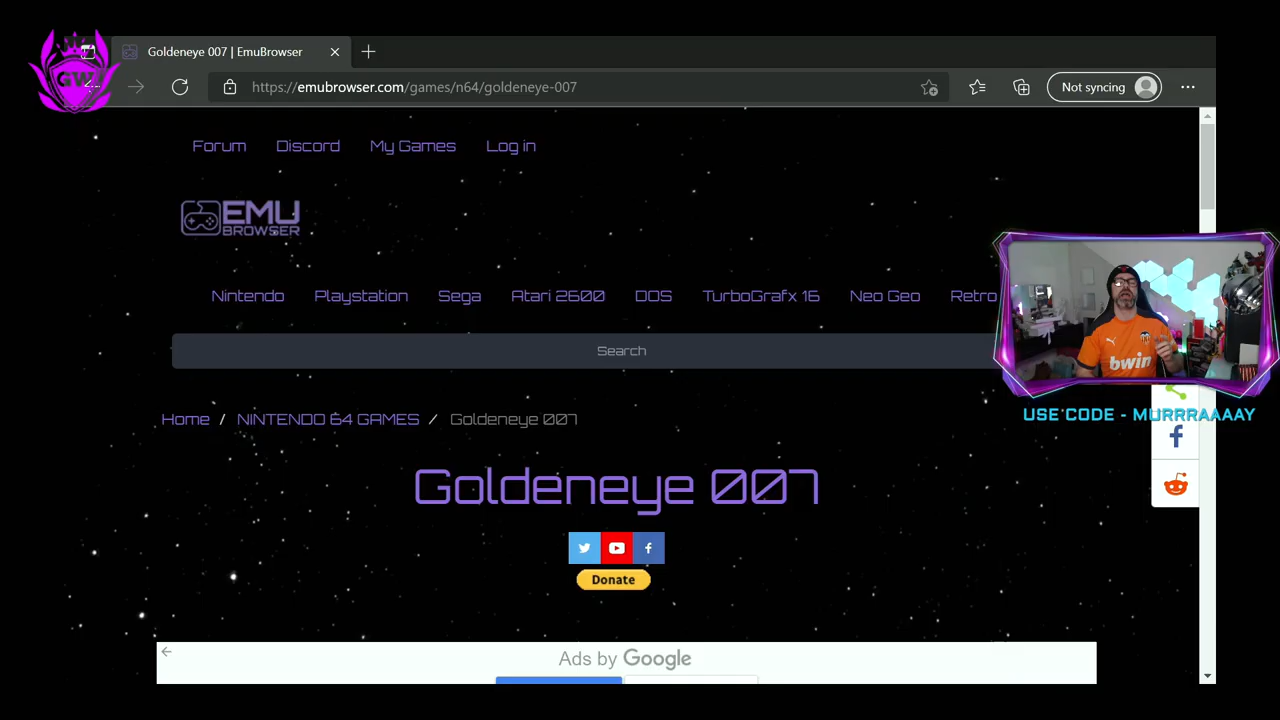 GW
Goldeneye 007 | EmuBrowser
https://emubrowser.com/games/n64/goldeneye-007
Not syncing
Forum Discord My Games Log in
EMU
BROWSER
Nintendo Playstation Sega Atari 2600 DOS TurboGrafx 16 Neo Geo Retro
Search
bwin
USE CODE - MURRRAAAAY
Home / NINTENDO 64 GAMES / Goldeneye 007
Goldeneye 007
Donate
Ads by Google